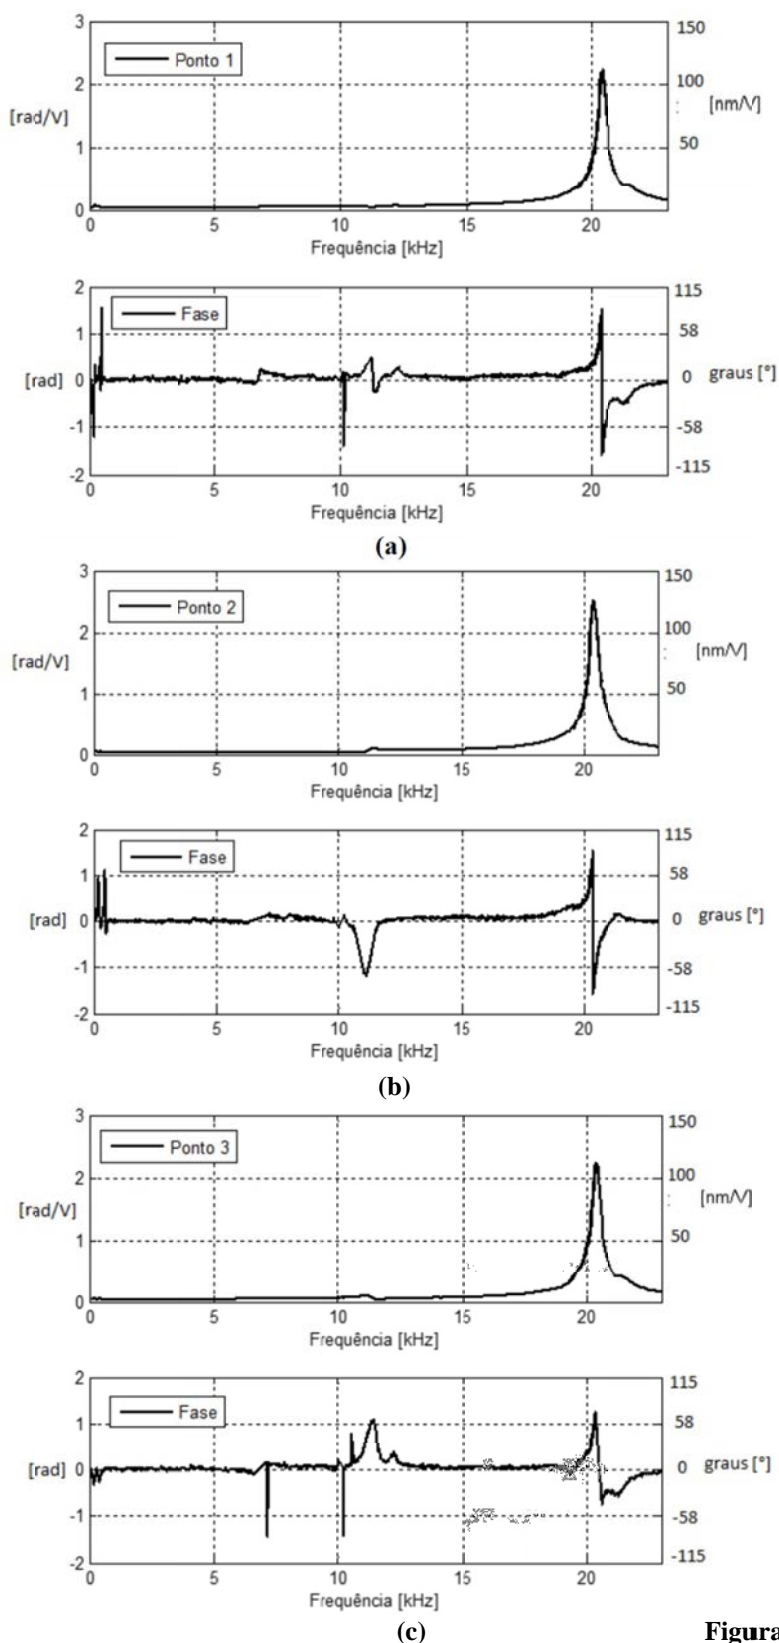 3
150
Ponto 1
2
100
[rad/V]
[nm/V]
1
50
0
0 5 10 15 20
Frequência [kHz]
2
115
Fase
1
58
[rad]
0
0
graus [°]
-1
-58
-2
-115
0 5 10 15 20
Frequência [kHz]
(a)
3
150
Ponto 2
2
100
[rad/V]
[nm/V]
1
50
0
0 5 10 15 20
Frequência [kHz]
2
115
Fase
1
58
[rad]
0
0
graus [°]
-1
-58
-2
-115
0 5 10 15 20
Frequência [kHz]
(b)
3
150
Ponto 3
2
100
[rad/V]
[nm/V]
1
50
0
0 5 10 15 20
Frequência [kHz]
2
115
Fase
1
58
[rad]
0
0
graus [°]
-1
-58
-2
-115
0 5 10 15 20
Frequência [kHz]
(c) Figura